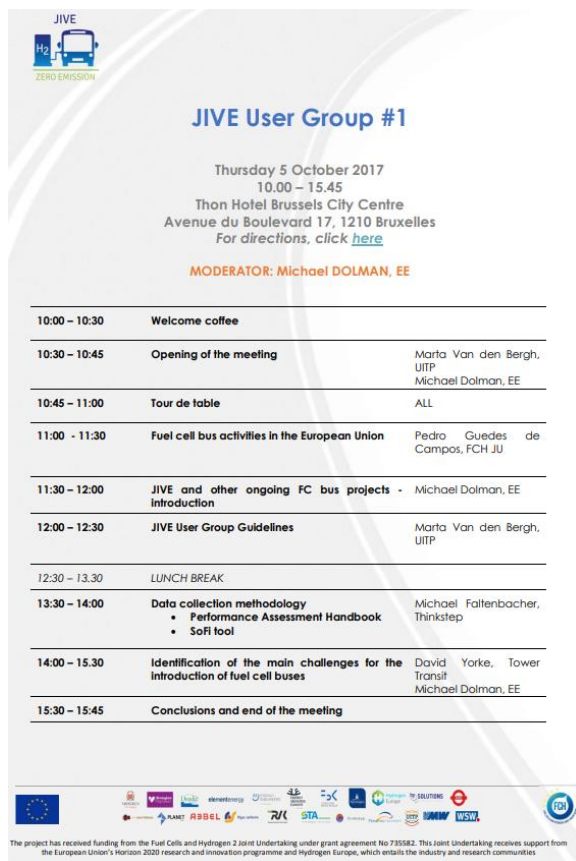 JIVE
H2
ZERO EMISSION
JIVE User Group #1
Thursday 5 October 2017
10.00 – 15.45
Thon Hotel Brussels City Centre
Avenue du Boulevard 17, 1210 Bruxelles
For directions, click here
MODERATOR: Michael DOLMAN, EE
10:00 – 10:30 Welcome coffee
10:30 – 10:45 Opening of the meeting Marta Van den Bergh,
UITP
Michael Dolman, EE
10:45 – 11:00 Tour de table ALL
11:00 - 11:30 Fuel cell bus activities in the European Union Pedro Guedes de
Campos, FCH JU
11:30 – 12:00 JIVE and other ongoing FC bus projects - Michael Dolman, EE
introduction
12:00 – 12:30 JIVE User Group Guidelines Marta Van den Bergh,
UITP
12:30 – 13.30 LUNCH BREAK
13:30 – 14:00 Data collection methodology Michael Faltenbacher,
• Performance Assessment Handbook Thinkstep
• SoFi tool
14:00 – 15.30 Identification of the main challenges for the David Yorke, Tower
introduction of fuel cell buses Transit
Michael Dolman, EE
15:30 – 15:45 Conclusions and end of the meeting
elementenergy
Hydrogen
Europe
SOLUTIONS
PLANET
REBEL
RVK
STA
UITP
VMW
WSW.
FCH
The project has received funding from the Fuel Cells and Hydrogen 2 Joint Undertaking under grant agreement No 735582. This Joint Undertaking receives support from
the European Union's Horizon 2020 research and innovation programme and Hydrogen Europe, which entails the industry and research communities